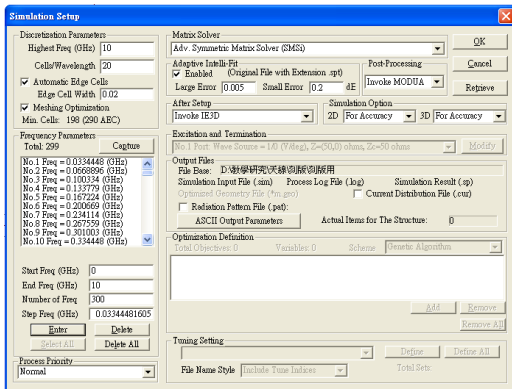 Simulation Setup
Discretization Parameters
Highest Freq (GHz) 10
Cells/Wavelength 20
Automatic Edge Cells
Edge Cell Width 0.02
Meshing Optimization
Min. Cells: 198 (290 AEC)
Frequency Parameters
Total: 299 Capture
No.1 Freq = 0.0334448 (GHz)
No.2 Freq = 0.0668896 (GHz)
No.3 Freq = 0.100334 (GHz)
No.4 Freq = 0.133779 (GHz)
No.5 Freq = 0.167224 (GHz)
No.6 Freq = 0.200669 (GHz)
No.7 Freq = 0.234114 (GHz)
No.8 Freq = 0.267559 (GHz)
No.9 Freq = 0.301003 (GHz)
No.10 Freq = 0.334448 (GHz)
Start Freq (GHz) 0
End Freq (GHz) 10
Number of Freq 300
Step Freq (GHz) 0.03344481605
Enter Delete
Select All Delete All
Process Priority
Normal
Matrix Solver
Adv. Symmetric Matrix Solver (SMSi)
OK
Cancel
Retrieve
Adaptive Intelli-Fit
Enabled (Original File with Extension .spt)
Large Error 0.005 Small Error 0.2 dE
Post-Processing
Invoke MODUA
After Setup
Invoke IE3D
Simulation Option
2D For Accuracy 3D For Accuracy
Excitation and Termination
No.1 Port: Wave Source = 1/0 (V/deg), Z=(50,0) ohms, Zc=50 ohms Modify
Output Files
File Base: D:\教學研究\天線\刮版\刮版用
Simulation Input File (.sim) Process Log File (.log) Simulation Result (.sp)
Optimized Geometry File (*m.geo) Current Distribution File (.cur)
Radiation Pattern File (.pat):
ASCII Output Parameters Actual Items for The Structure: 0
Optimization Definition
Total Objectives: 0 Variables: 0 Scheme Genetic Algorithm
Add Remove
Remove All
Tuning Setting
Define Define All
File Name Style Include Tune Indices Total Sets: